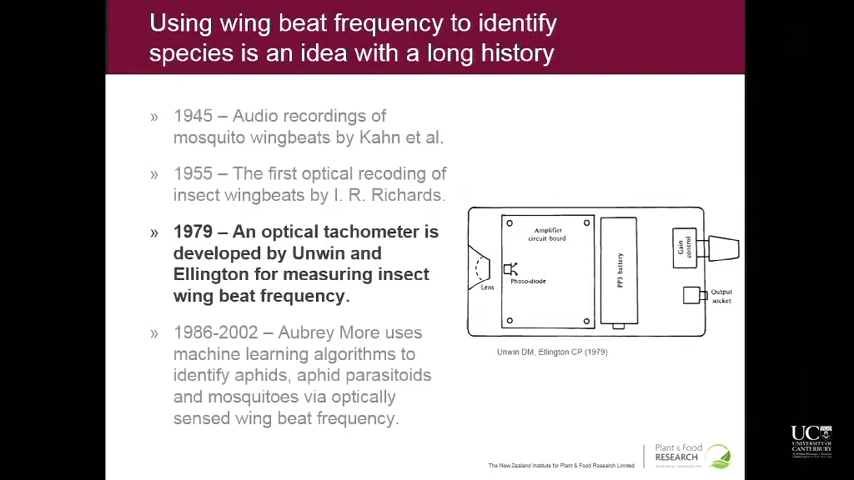 Using wing beat frequency to identify
species is an idea with a long history
» 1945 – Audio recordings of
mosquito wingbeats by Kahn et al.
» 1955 – The first optical recoding of
insect wingbeats by I. R. Richards.
» 1979 – An optical tachometer is
developed by Unwin and
Ellington for measuring insect
wing beat frequency.
» 1986-2002 – Aubrey More uses
machine learning algorithms to
identify aphids, aphid parasitoids
and mosquitoes via optically
sensed wing beat frequency.
Amplifier
circuit board
Lens
Photo-diode
PP3 battery
Gain
control
Output
socket
Unwin DM, Ellington CP (1979)
The New Zealand Institute for Plant & Food Research Limited
Plant & Food
RESEARCH
UC
UNIVERSITY OF
CANTERBURY